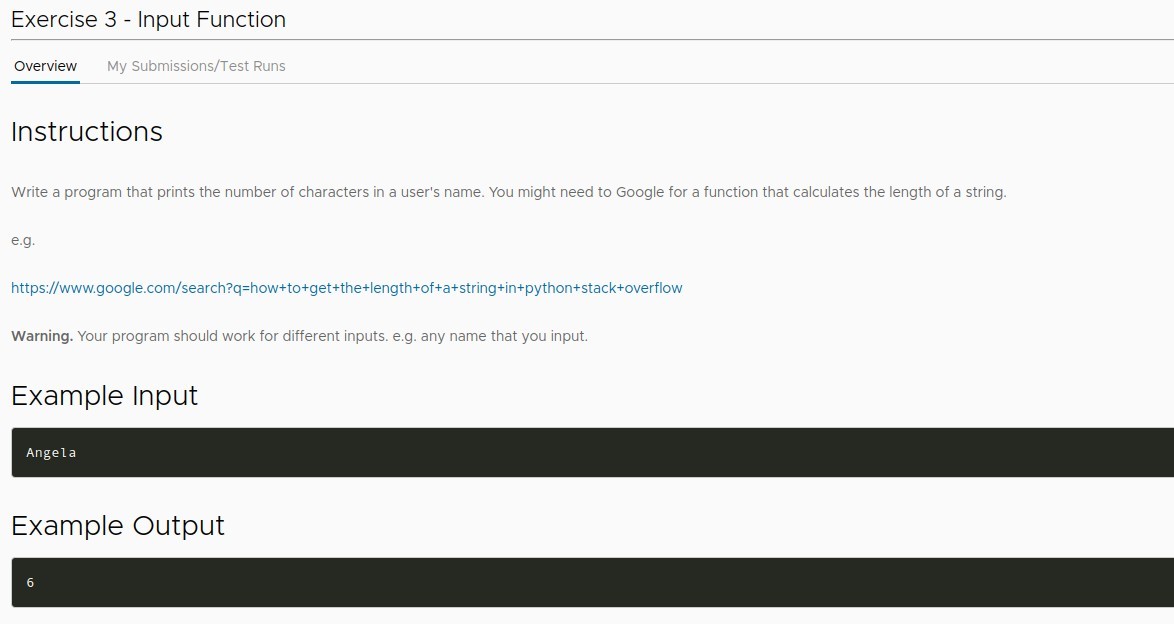 Exercise 3 - Input Function
Overview My Submissions/Test Runs
Instructions
Write a program that prints the number of characters in a user's name. You might need to Google for a function that calculates the length of a string.
e.g.
https://www.google.com/search?q=how+to+get+the+length+of+a+string+in+python+stack+overflow
Warning. Your program should work for different inputs. e.g. any name that you input.
Example Input
Angela
Example Output
6